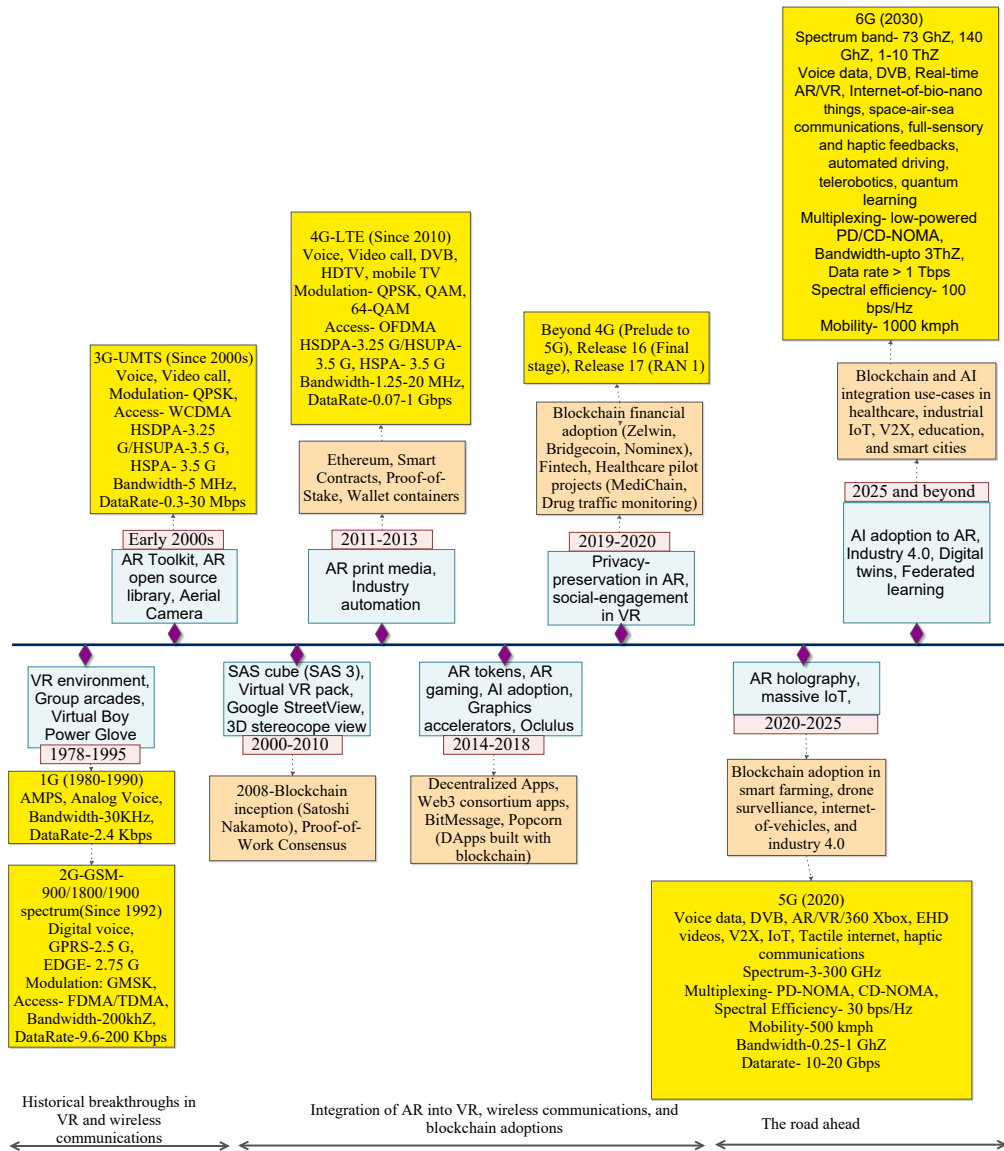 6G (2030)
Spectrum band- 73 GhZ, 140
GhZ, 1-10 ThZ
Voice data, DVB, Real-time
AR/VR, Internet-of-bio-nano
things, space-air-sea
communications, full-sensory
and haptic feedbacks,
automated driving,
telerobotics, quantum
learning
Multiplexing- low-powered
PD/CD-NOMA,
Bandwidth-upto 3ThZ,
Data rate > 1 Tbps
Spectral efficiency- 100
bps/Hz
Mobility- 1000 kmph
4G-LTE (Since 2010)
Voice, Video call, DVB,
HDTV, mobile TV
Modulation- QPSK, QAM,
64-QAM
Access- OFDMA
HSDPA-3.25 G/HSUPA-
3.5 G, HSPA- 3.5 G
Bandwidth-1.25-20 MHz,
DataRate-0.07-1 Gbps
Beyond 4G (Prelude to
5G), Release 16 (Final
stage), Release 17 (RAN 1)
3G-UMTS (Since 2000s)
Voice, Video call,
Modulation- QPSK,
Access- WCDMA
HSDPA-3.25
G/HSUPA-3.5 G,
HSPA- 3.5 G
Bandwidth-5 MHz,
DataRate-0.3-30 Mbps
Blockchain and AI
integration use-cases in
healthcare, industrial
IoT, V2X, education,
and smart cities
Blockchain financial
adoption (Zelwin,
Bridgecoin, Nominex),
Fintech, Healthcare pilot
projects (MediChain,
Drug traffic monitoring)
Ethereum, Smart
Contracts, Proof-of-
Stake, Wallet containers
Early 2000s
AR Toolkit, AR
open source
library, Aerial
Camera
2011-2013
AR print media,
Industry
automation
2019-2020
Privacy-
preservation in AR,
social-engagement
in VR
2025 and beyond
AI adoption to AR,
Industry 4.0, Digital
twins, Federated
learning
VR environment,
Group arcades,
Virtual Boy
Power Glove
1978-1995
1G (1980-1990)
AMPS, Analog Voice,
Bandwidth-30KHz,
DataRate-2.4 Kbps
2G-GSM-
900/1800/1900
spectrum(Since 1992)
Digital voice,
GPRS-2.5 G,
EDGE- 2.75 G
Modulation: GMSK,
Access- FDMA/TDMA,
Bandwidth-200khZ,
DataRate-9.6-200 Kbps
SAS cube (SAS 3),
Virtual VR pack,
Google StreetView,
3D stereocope view
2000-2010
2008-Blockchain
inception (Satoshi
Nakamoto), Proof-of-
Work Consensus
AR tokens, AR
gaming, AI adoption,
Graphics
accelerators, Oclulus
2014-2018
Decentralized Apps,
Web3 consortium apps,
BitMessage, Popcorn
(DApps built with
blockchain)
AR holography,
massive IoT,
2020-2025
Blockchain adoption in
smart farming, drone
survelliance, internet-
of-vehicles, and
industry 4.0
5G (2020)
Voice data, DVB, AR/VR/360 Xbox, EHD
videos, V2X, IoT, Tactile internet, haptic
communications
Spectrum-3-300 GHz
Multiplexing- PD-NOMA, CD-NOMA,
Spectral Efficiency- 30 bps/Hz
Mobility-500 kmph
Bandwidth-0.25-1 GhZ
Datarate- 10-20 Gbps
Historical breakthroughs in
VR and wireless
communications
Integration of AR into VR, wireless communications, and
blockchain adoptions
The road ahead